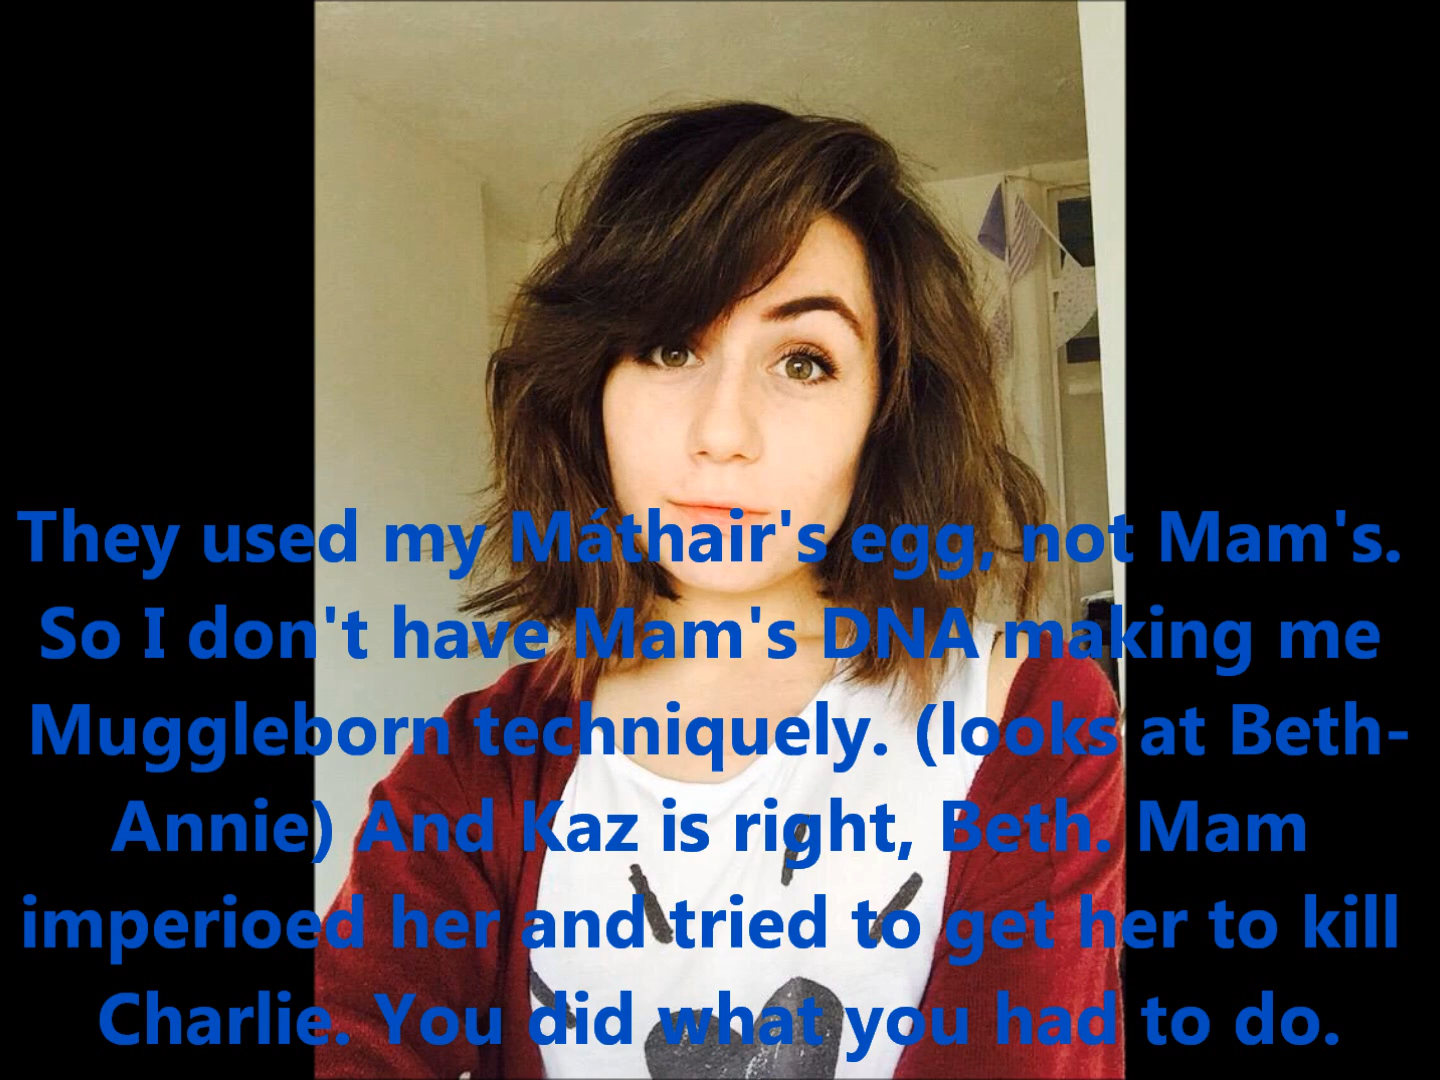 They used my Máthair's egg, not Mam's.
So I don't have Mam's DNA making me
Muggleborn techniquely. (looks at Beth-
Annie) And Kaz is right, Beth. Mam
imperioed her and tried to get her to kill
Charlie. You did what you had to do.